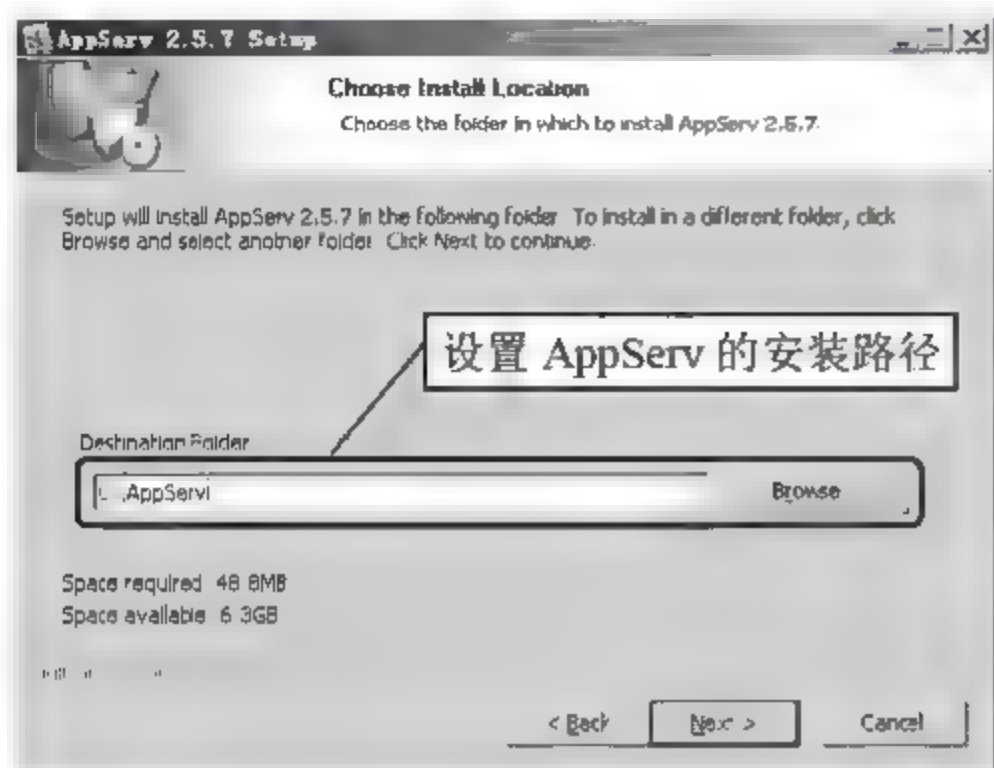 AppServ 2.5.7 Setup
Choose Install Location
Choose the folder in which to install AppServ 2.5.7.
Setup will install AppServ 2.5.7 in the following folder. To install in a different folder, click
Browse and select another folder. Click Next to continue.
设置 AppServ 的安装路径
Destination Folder
AppServ
Browse
Space required 48.8MB
Space available 6.3GB
< Back
Next >
Cancel